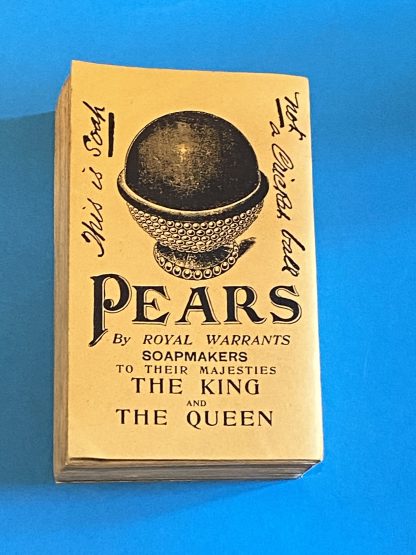 This is Soap
not
a Cricket ball
PEARS
By ROYAL WARRANTS
SOAPMAKERS
TO THEIR MAJESTIES
THE KING
AND
THE QUEEN